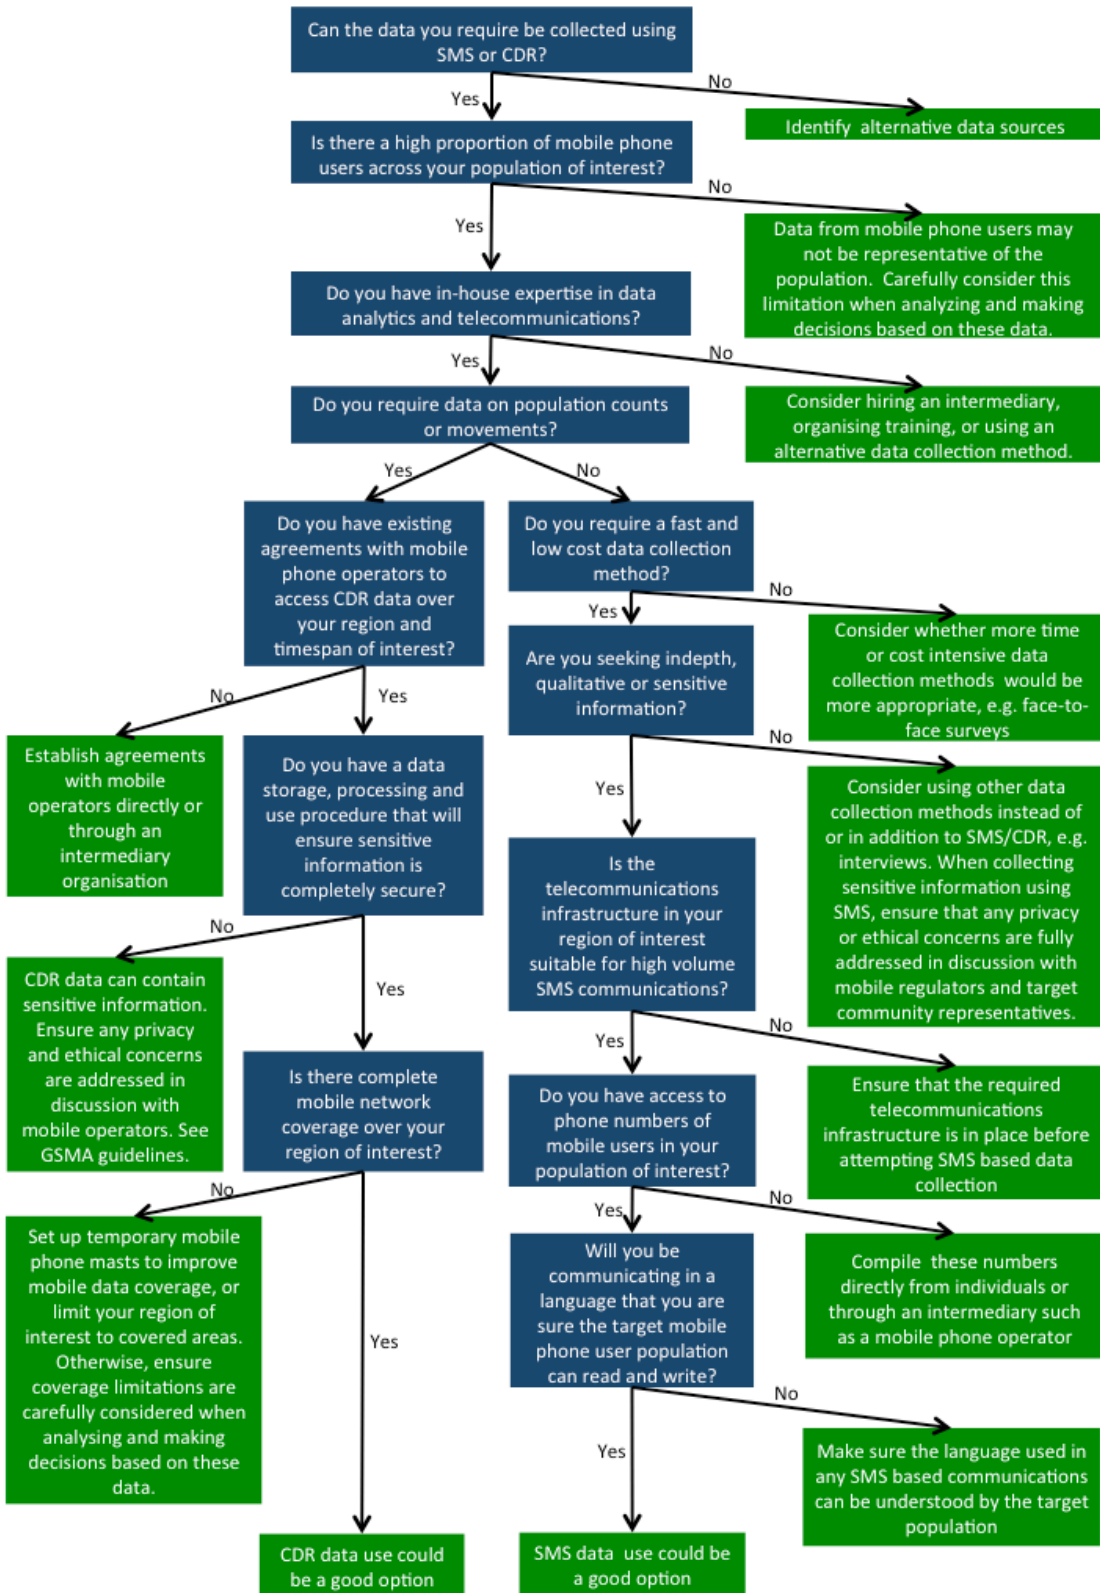 Can the data you require be collected using
SMS or CDR?
No
Yes
Identify alternative data sources
Is there a high proportion of mobile phone
users across your population of interest?
No
Yes
Data from mobile phone users may
not be representative of the
population. Carefully consider this
limitation when analyzing and making
decisions based on these data.
Do you have in-house expertise in data
analytics and telecommunications?
No
Yes
Consider hiring an intermediary,
organising training, or using an
alternative data collection method.
Do you require data on population counts
or movements?
Yes
No
Do you have existing
agreements with mobile
phone operators to
access CDR data over
your region and
timespan of interest?
Do you require a fast and
low cost data collection
method?
No
Yes
Consider whether more time
or cost intensive data
collection methods would be
more appropriate, e.g. face-to-
face surveys
Are you seeking indepth,
qualitative or sensitive
information?
No
Yes
No
Yes
Establish agreements
with mobile
operators directly or
through an
intermediary
organisation
Do you have a data
storage, processing and
use procedure that will
ensure sensitive
information is
completely secure?
Consider using other data
collection methods instead of
or in addition to SMS/CDR, e.g.
interviews. When collecting
sensitive information using
SMS, ensure that any privacy
or ethical concerns are fully
addressed in discussion with
mobile regulators and target
community representatives.
Is the
telecommunications
infrastructure in your
region of interest
suitable for high volume
SMS communications?
No
Yes
No
Yes
CDR data can contain
sensitive information.
Ensure any privacy
and ethical concerns
are addressed in
discussion with
mobile operators. See
GSMA guidelines.
Is there complete
mobile network
coverage over your
region of interest?
Do you have access to
phone numbers of
mobile users in your
population of interest?
Ensure that the required
telecommunications
infrastructure is in place before
attempting SMS based data
collection
No
Yes
No
Yes
Set up temporary mobile
phone masts to improve
mobile data coverage, or
limit your region of
interest to covered areas.
Otherwise, ensure
coverage limitations are
carefully considered when
analysing and making
decisions based on these
data.
Will you be
communicating in a
language that you are
sure the target mobile
phone user population
can read and write?
Compile these numbers
directly from individuals or
through an intermediary such
as a mobile phone operator
No
Yes
Make sure the language used in
any SMS based communications
can be understood by the target
population
CDR data use could
be a good option
SMS data use could be
a good option